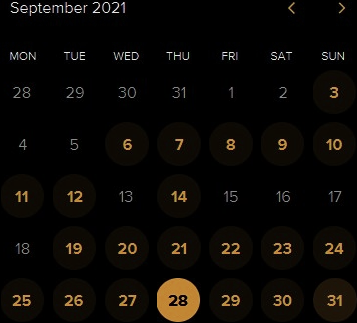 September 2021 < >
MON TUE WED THU FRI SAT SUN
28 29 30 31 1 2 3
4 5 6 7 8 9 10
11 12 13 14 15 16 17
18 19 20 21 22 23 24
25 26 27 28 29 30 31